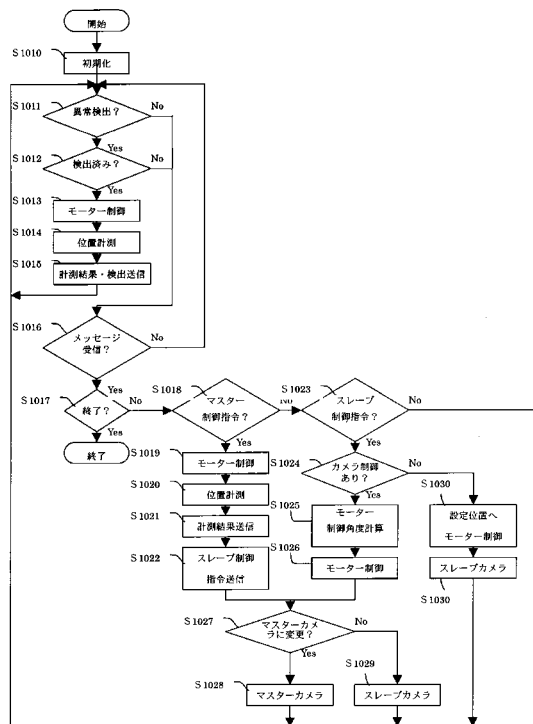 開始
S1010
初期化
S1011
異常検出？
No
Yes
S1012
検出済み？
No
Yes
S1013
モーター制御
S1014
位置計測
S1015
計測結果・検出送信
S1016
メッセージ
受信？
No
Yes
S1017
終了？
No
Yes
終了
S1018
マスター
制御指令？
No
Yes
S1019
モーター制御
S1020
位置計測
S1021
計測結果送信
S1022
スレーブ制御
指令送信
S1023
スレーブ
制御指令？
No
Yes
S1024
カメラ制御
あり？
No
Yes
S1025
モーター
制御角度計算
S1026
モーター制御
S1030
設定位置へ
モーター制御
スレーブカメラ
S1030
S1027
マスターカメ
ラに変更？
No
Yes
S1028
マスターカメラ
S1029
スレーブカメラ